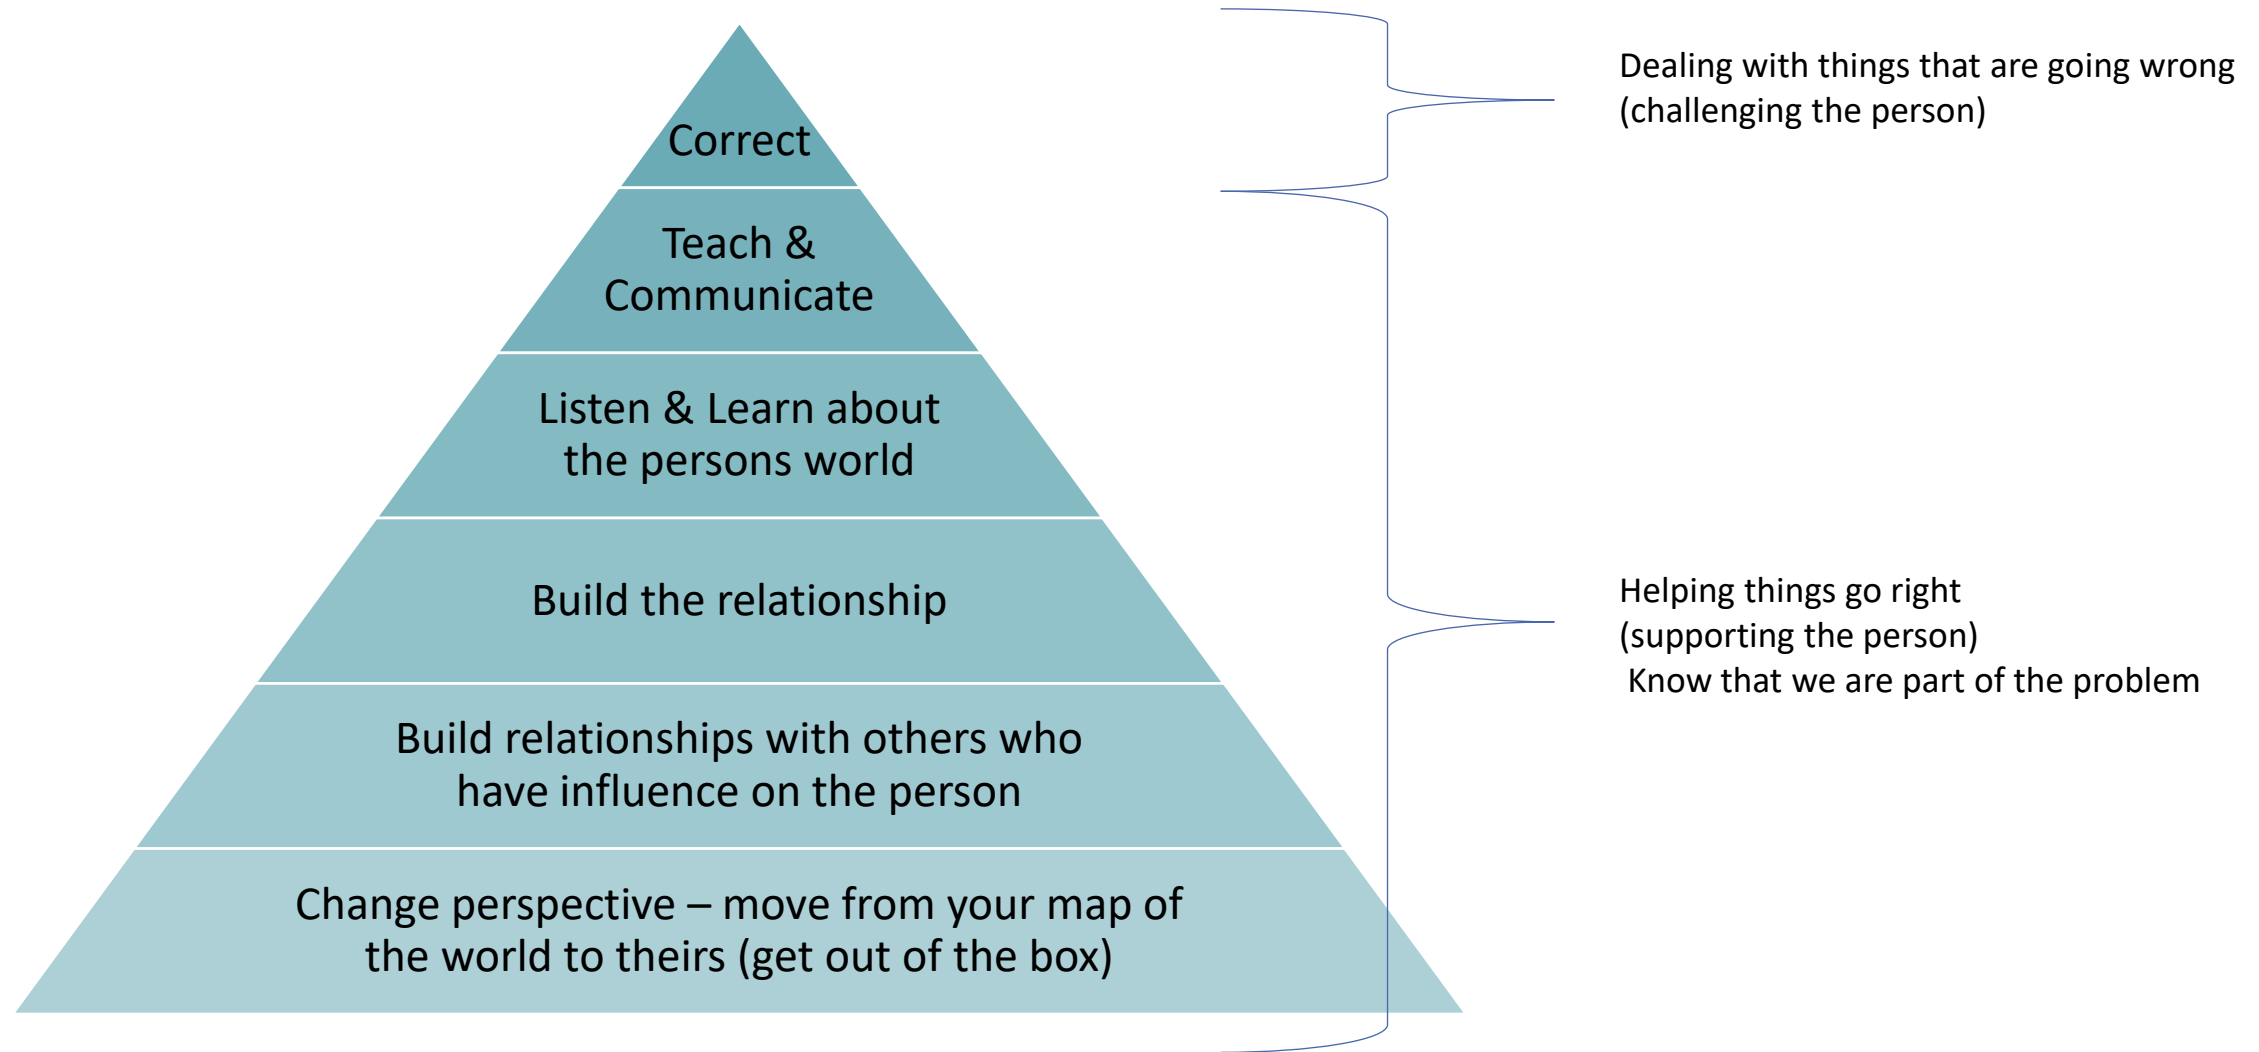 Correct
Teach &
Communicate
Listen & Learn about
the persons world
Build the relationship
Build relationships with others who
have influence on the person
Change perspective – move from your map of
the world to theirs (get out of the box)
Dealing with things that are going wrong
(challenging the person)
Helping things go right
(supporting the person)
Know that we are part of the problem